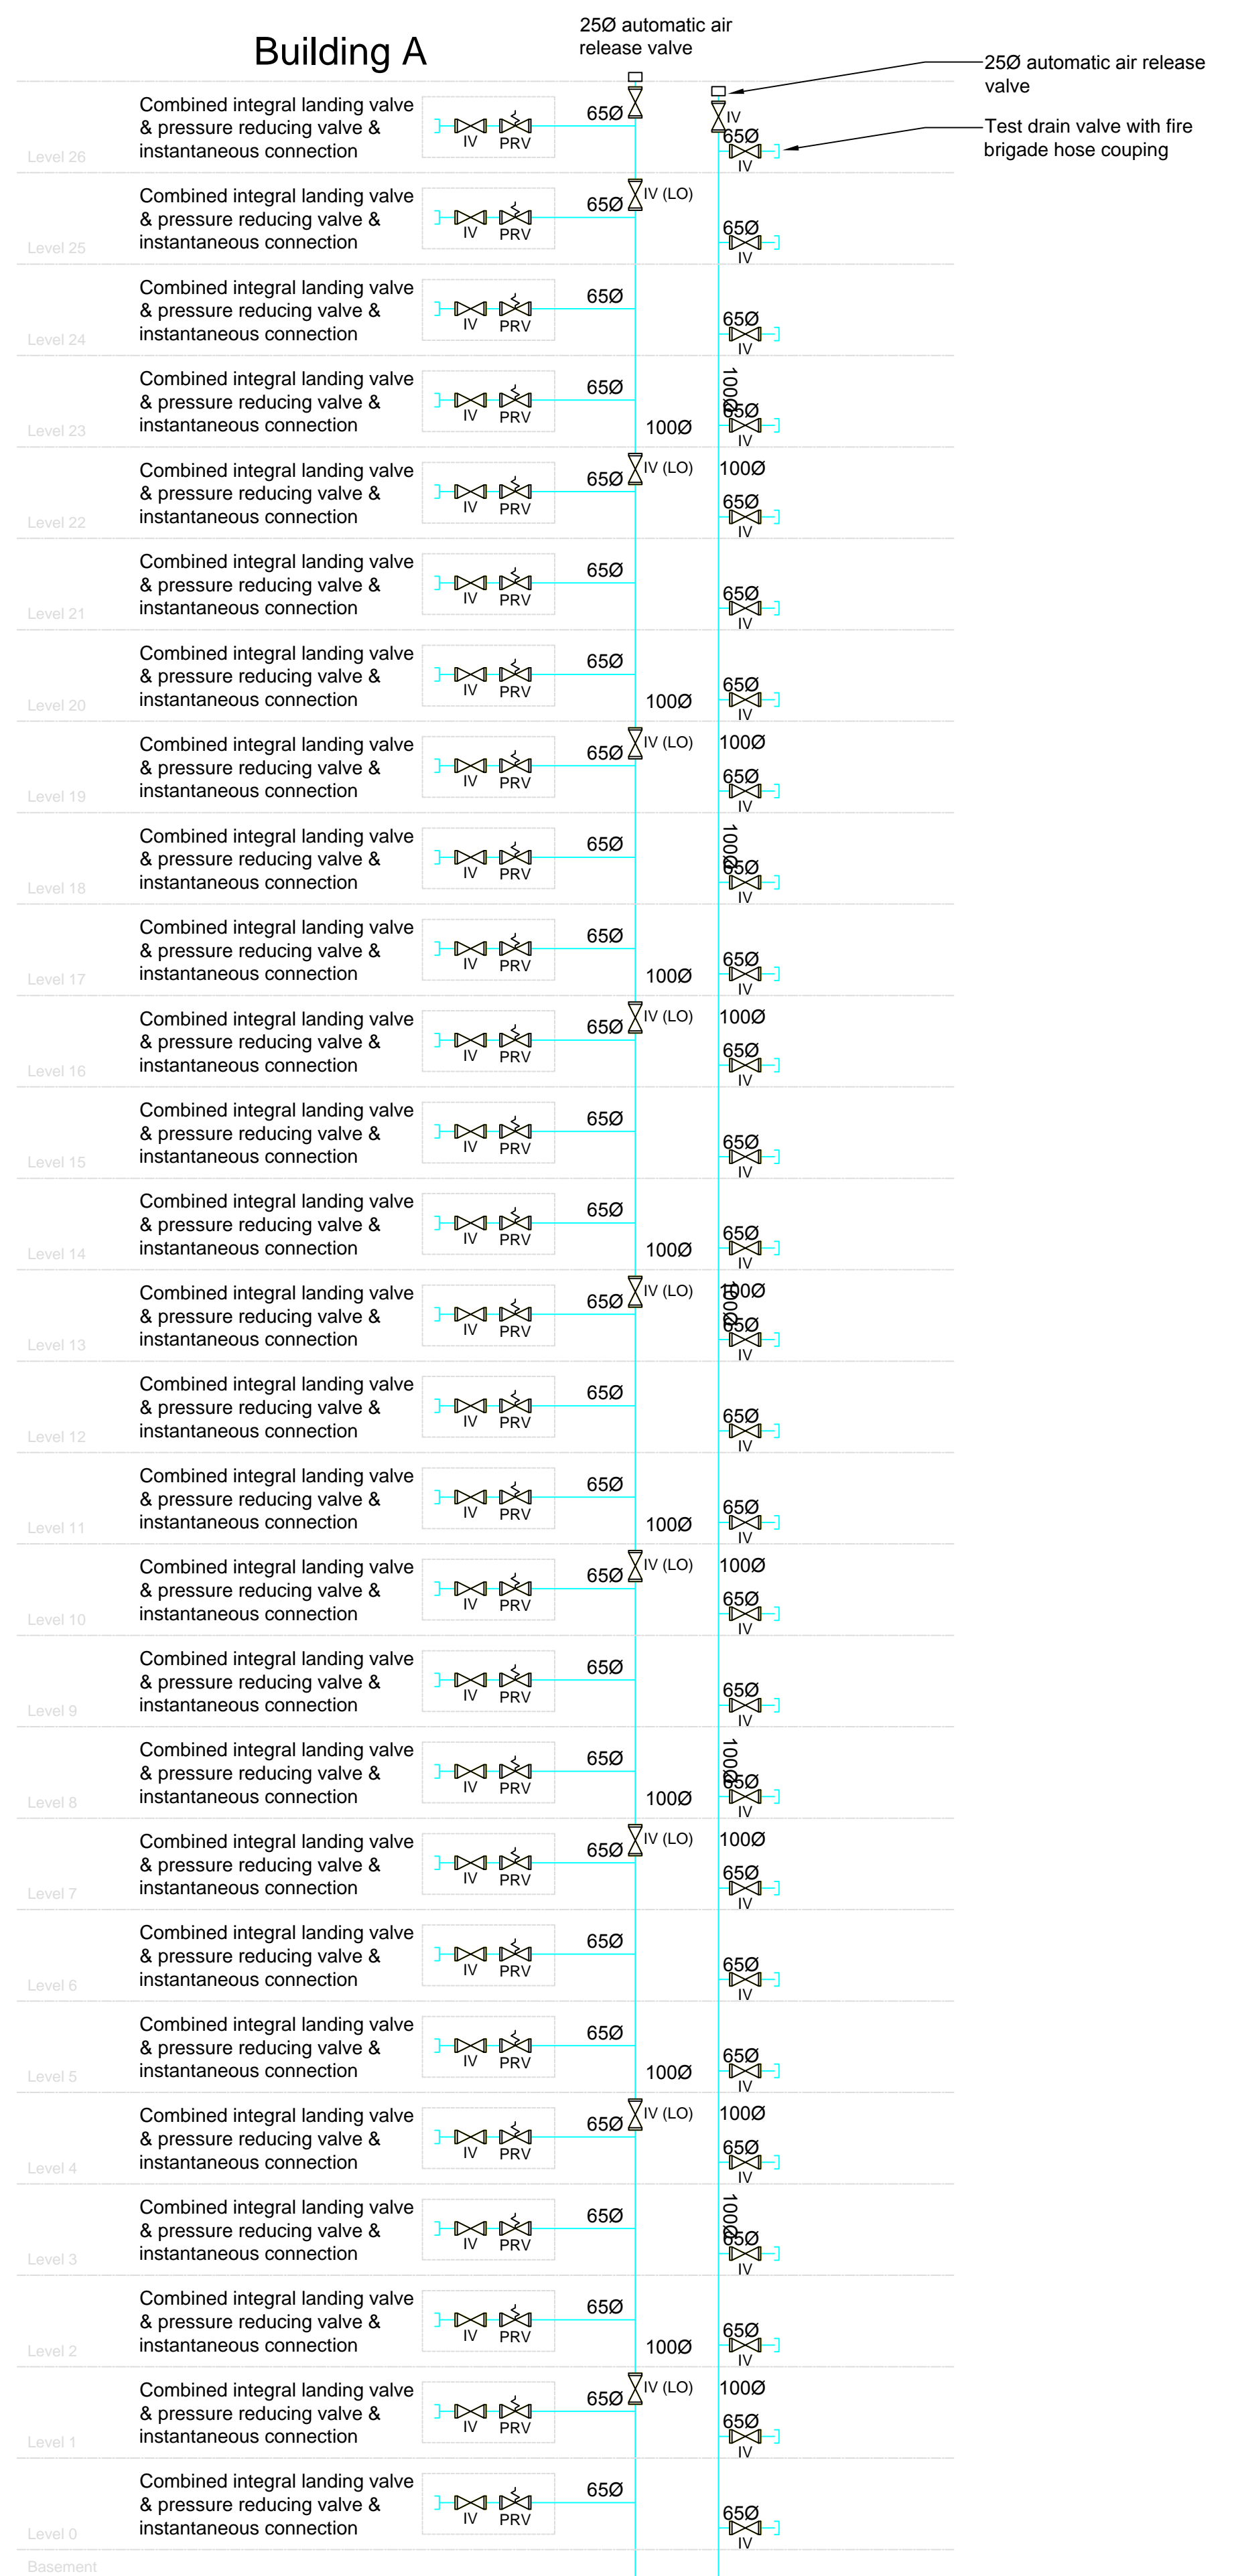 Building A
25Ø automatic air
release valve
25Ø automatic air release
valve
Test drain valve with fire
brigade hose couping
Combined integral landing valve
& pressure reducing valve &
instantaneous connection
Level 26
IV
PRV
65Ø
IV
65Ø
IV
Combined integral landing valve
& pressure reducing valve &
instantaneous connection
Level 25
IV
PRV
65Ø
IV (LO)
65Ø
IV
Combined integral landing valve
& pressure reducing valve &
instantaneous connection
Level 24
IV
PRV
65Ø
65Ø
IV
Combined integral landing valve
& pressure reducing valve &
instantaneous connection
Level 23
IV
PRV
65Ø
100Ø
100Ø
65Ø
IV
Combined integral landing valve
& pressure reducing valve &
instantaneous connection
Level 22
IV
PRV
65Ø
IV (LO)
100Ø
65Ø
IV
Combined integral landing valve
& pressure reducing valve &
instantaneous connection
Level 21
IV
PRV
65Ø
65Ø
IV
Combined integral landing valve
& pressure reducing valve &
instantaneous connection
Level 20
IV
PRV
65Ø
100Ø
65Ø
IV
Combined integral landing valve
& pressure reducing valve &
instantaneous connection
Level 19
IV
PRV
65Ø
IV (LO)
100Ø
65Ø
IV
Combined integral landing valve
& pressure reducing valve &
instantaneous connection
Level 18
IV
PRV
65Ø
100Ø
65Ø
IV
Combined integral landing valve
& pressure reducing valve &
instantaneous connection
Level 17
IV
PRV
65Ø
100Ø
65Ø
IV
Combined integral landing valve
& pressure reducing valve &
instantaneous connection
Level 16
IV
PRV
65Ø
IV (LO)
100Ø
65Ø
IV
Combined integral landing valve
& pressure reducing valve &
instantaneous connection
Level 15
IV
PRV
65Ø
65Ø
IV
Combined integral landing valve
& pressure reducing valve &
instantaneous connection
Level 14
IV
PRV
65Ø
100Ø
65Ø
IV
Combined integral landing valve
& pressure reducing valve &
instantaneous connection
Level 13
IV
PRV
65Ø
IV (LO)
100Ø
100Ø
65Ø
IV
Combined integral landing valve
& pressure reducing valve &
instantaneous connection
Level 12
IV
PRV
65Ø
65Ø
IV
Combined integral landing valve
& pressure reducing valve &
instantaneous connection
Level 11
IV
PRV
65Ø
100Ø
65Ø
IV
Combined integral landing valve
& pressure reducing valve &
instantaneous connection
Level 10
IV
PRV
65Ø
IV (LO)
100Ø
65Ø
IV
Combined integral landing valve
& pressure reducing valve &
instantaneous connection
Level 9
IV
PRV
65Ø
65Ø
IV
Combined integral landing valve
& pressure reducing valve &
instantaneous connection
Level 8
IV
PRV
65Ø
100Ø
100Ø
65Ø
IV
Combined integral landing valve
& pressure reducing valve &
instantaneous connection
Level 7
IV
PRV
65Ø
IV (LO)
100Ø
65Ø
IV
Combined integral landing valve
& pressure reducing valve &
instantaneous connection
Level 6
IV
PRV
65Ø
65Ø
IV
Combined integral landing valve
& pressure reducing valve &
instantaneous connection
Level 5
IV
PRV
65Ø
100Ø
65Ø
IV
Combined integral landing valve
& pressure reducing valve &
instantaneous connection
Level 4
IV
PRV
65Ø
IV (LO)
100Ø
65Ø
IV
Combined integral landing valve
& pressure reducing valve &
instantaneous connection
Level 3
IV
PRV
65Ø
100Ø
65Ø
IV
Combined integral landing valve
& pressure reducing valve &
instantaneous connection
Level 2
IV
PRV
65Ø
100Ø
65Ø
IV
Combined integral landing valve
& pressure reducing valve &
instantaneous connection
Level 1
IV
PRV
65Ø
IV (LO)
100Ø
65Ø
IV
Combined integral landing valve
& pressure reducing valve &
instantaneous connection
Level 0
IV
PRV
65Ø
65Ø
IV
Basement